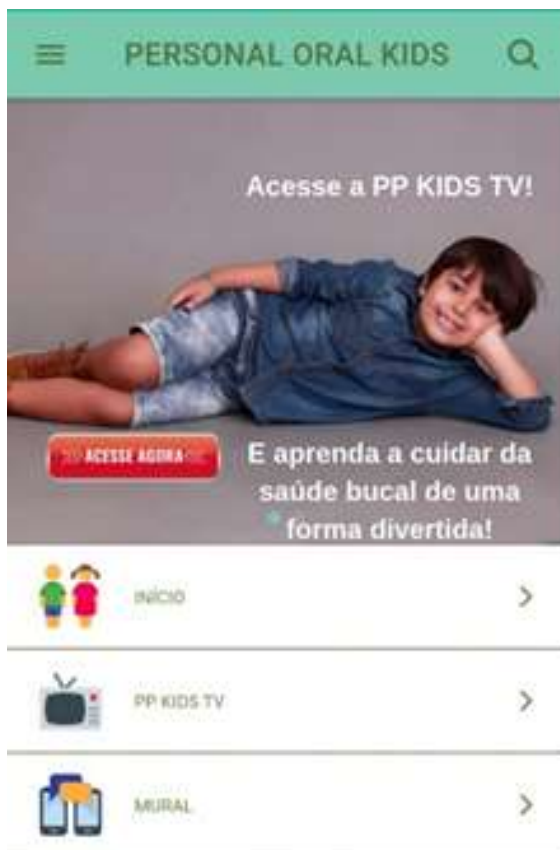 PERSONAL ORAL KIDS
Acesse a PP KIDS TV!
ACESSE AGORA
E aprenda a cuidar da
saúde bucal de uma
forma divertida!
INÍCIO
PP KIDS TV
MURAL